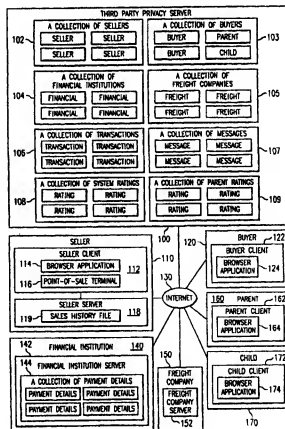 THIRD PARTY PRIVACY SERVER
102
A COLLECTION OF SELLERS
SELLER SELLER
SELLER SELLER
A COLLECTION OF BUYERS
BUYER PARENT
BUYER CHILD
103
104
A COLLECTION OF FINANCIAL INSTITUTIONS
FINANCIAL FINANCIAL
FINANCIAL FINANCIAL
A COLLECTION OF FREIGHT COMPANIES
FREIGHT FREIGHT
FREIGHT FREIGHT
105
106
A COLLECTION OF TRANSACTIONS
TRANSACTION TRANSACTION
TRANSACTION TRANSACTION
A COLLECTION OF MESSAGES
MESSAGE MESSAGE
MESSAGE MESSAGE
107
108
A COLLECTION OF SYSTEM RATINGS
RATING RATING
RATING RATING
A COLLECTION OF PARENT RATINGS
RATING RATING
RATING RATING
109
100
SELLER
110
SELLER CLIENT
112
114
BROWSER APPLICATION
116
POINT-OF-SALE TERMINAL
SELLER SERVER
118
119
SALES HISTORY FILE
130
INTERNET
120
BUYER
122
BUYER CLIENT
BROWSER APPLICATION
124
160
PARENT
162
PARENT CLIENT
BROWSER APPLICATION
164
CHILD
172
CHILD CLIENT
BROWSER APPLICATION
174
170
142
FINANCIAL INSTITUTION
140
144
FINANCIAL INSTITUTION SERVER
A COLLECTION OF PAYMENT DETAILS
PAYMENT DETAILS PAYMENT DETAILS
PAYMENT DETAILS PAYMENT DETAILS
150
FREIGHT COMPANY
FREIGHT COMPANY SERVER
152